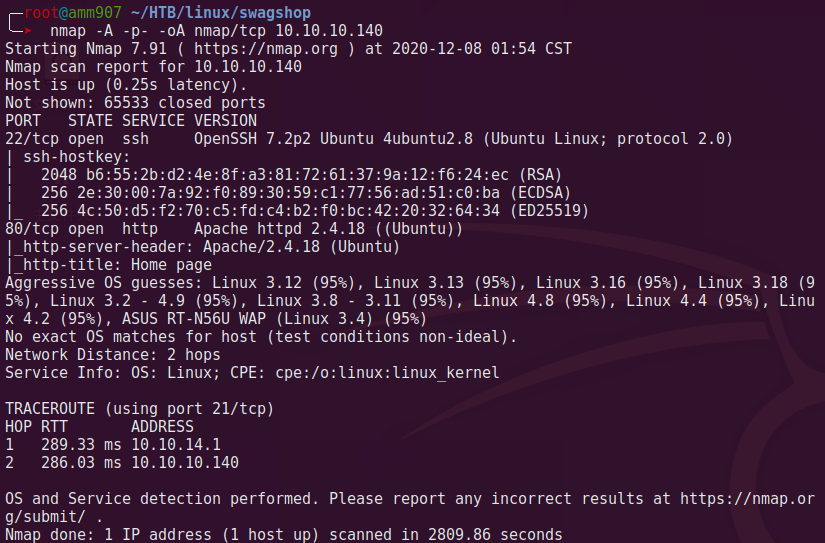 root@amm907 ~/HTB/linux/swagshop
nmap -A -p- -oA nmap/tcp 10.10.10.140
Starting Nmap 7.91 ( https://nmap.org ) at 2020-12-08 01:54 CST
Nmap scan report for 10.10.10.140
Host is up (0.25s latency).
Not shown: 65533 closed ports
PORT   STATE SERVICE VERSION
22/tcp open  ssh     OpenSSH 7.2p2 Ubuntu 4ubuntu2.8 (Ubuntu Linux; protocol 2.0)
| ssh-hostkey:
|   2048 b6:55:2b:d2:4e:8f:a3:81:72:61:37:9a:12:f6:24:ec (RSA)
|   256 2e:30:00:7a:92:f0:89:30:59:c1:77:56:ad:51:c0:ba (ECDSA)
|_  256 4c:50:d5:f2:70:c5:fd:c4:b2:f0:bc:42:20:32:64:34 (ED25519)
80/tcp open  http    Apache httpd 2.4.18 ((Ubuntu))
|_http-server-header: Apache/2.4.18 (Ubuntu)
|_http-title: Home page
Aggressive OS guesses: Linux 3.12 (95%), Linux 3.13 (95%), Linux 3.16 (95%), Linux 3.18 (9
5%), Linux 3.2 - 4.9 (95%), Linux 3.8 - 3.11 (95%), Linux 4.8 (95%), Linux 4.4 (95%), Linu
x 4.2 (95%), ASUS RT-N56U WAP (Linux 3.4) (95%)
No exact OS matches for host (test conditions non-ideal).
Network Distance: 2 hops
Service Info: OS: Linux; CPE: cpe:/o:linux:linux_kernel

TRACEROUTE (using port 21/tcp)
HOP RTT       ADDRESS
1   289.33 ms 10.10.14.1
2   286.03 ms 10.10.10.140

OS and Service detection performed. Please report any incorrect results at https://nmap.or
g/submit/ .
Nmap done: 1 IP address (1 host up) scanned in 2809.86 seconds